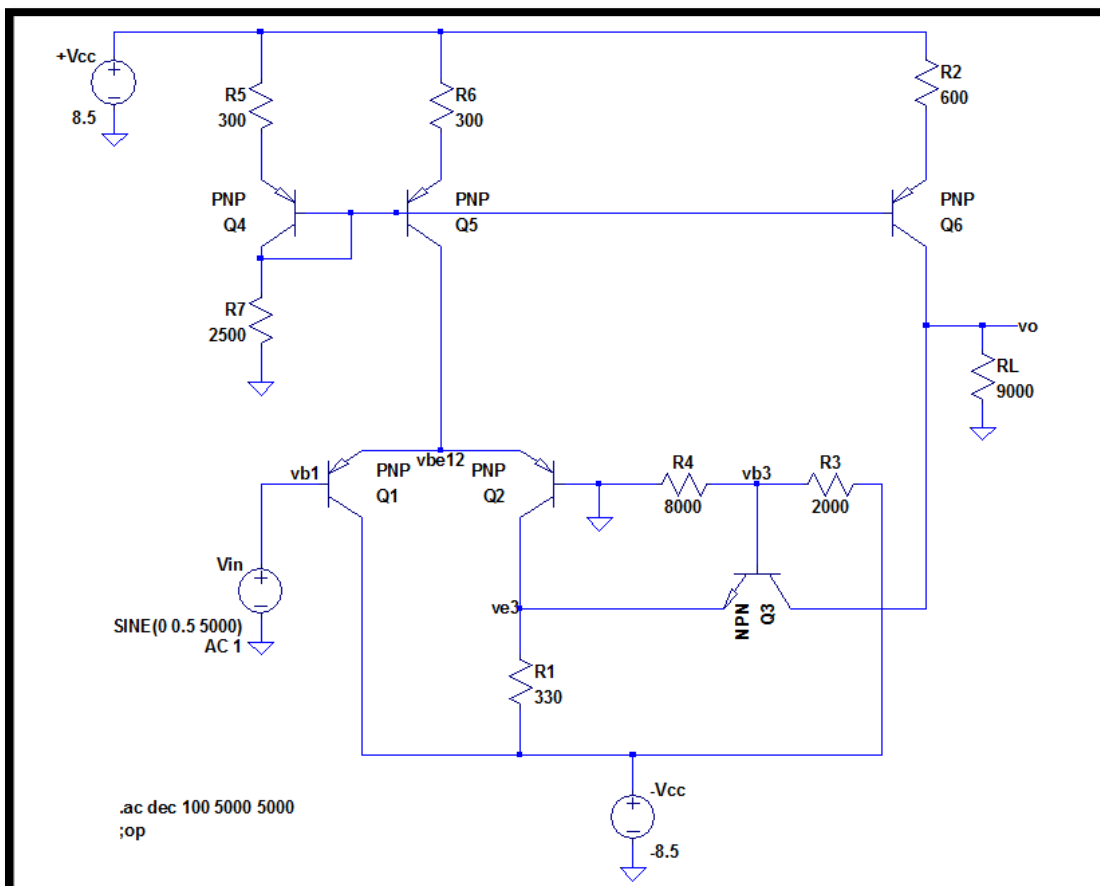 +Vcc
8.5
R5
300
R6
300
R2
600
PNP
Q4
PNP
Q5
PNP
Q6
R7
2500
vo
RL
9000
vb1
vbe12
PNP
Q1
PNP
Q2
R4
8000
vb3
R3
2000
Vin
SINE(0 0.5 5000)
AC 1
ve3
NPN
Q3
R1
330
-Vcc
-8.5
.ac dec 100 5000 5000
;op